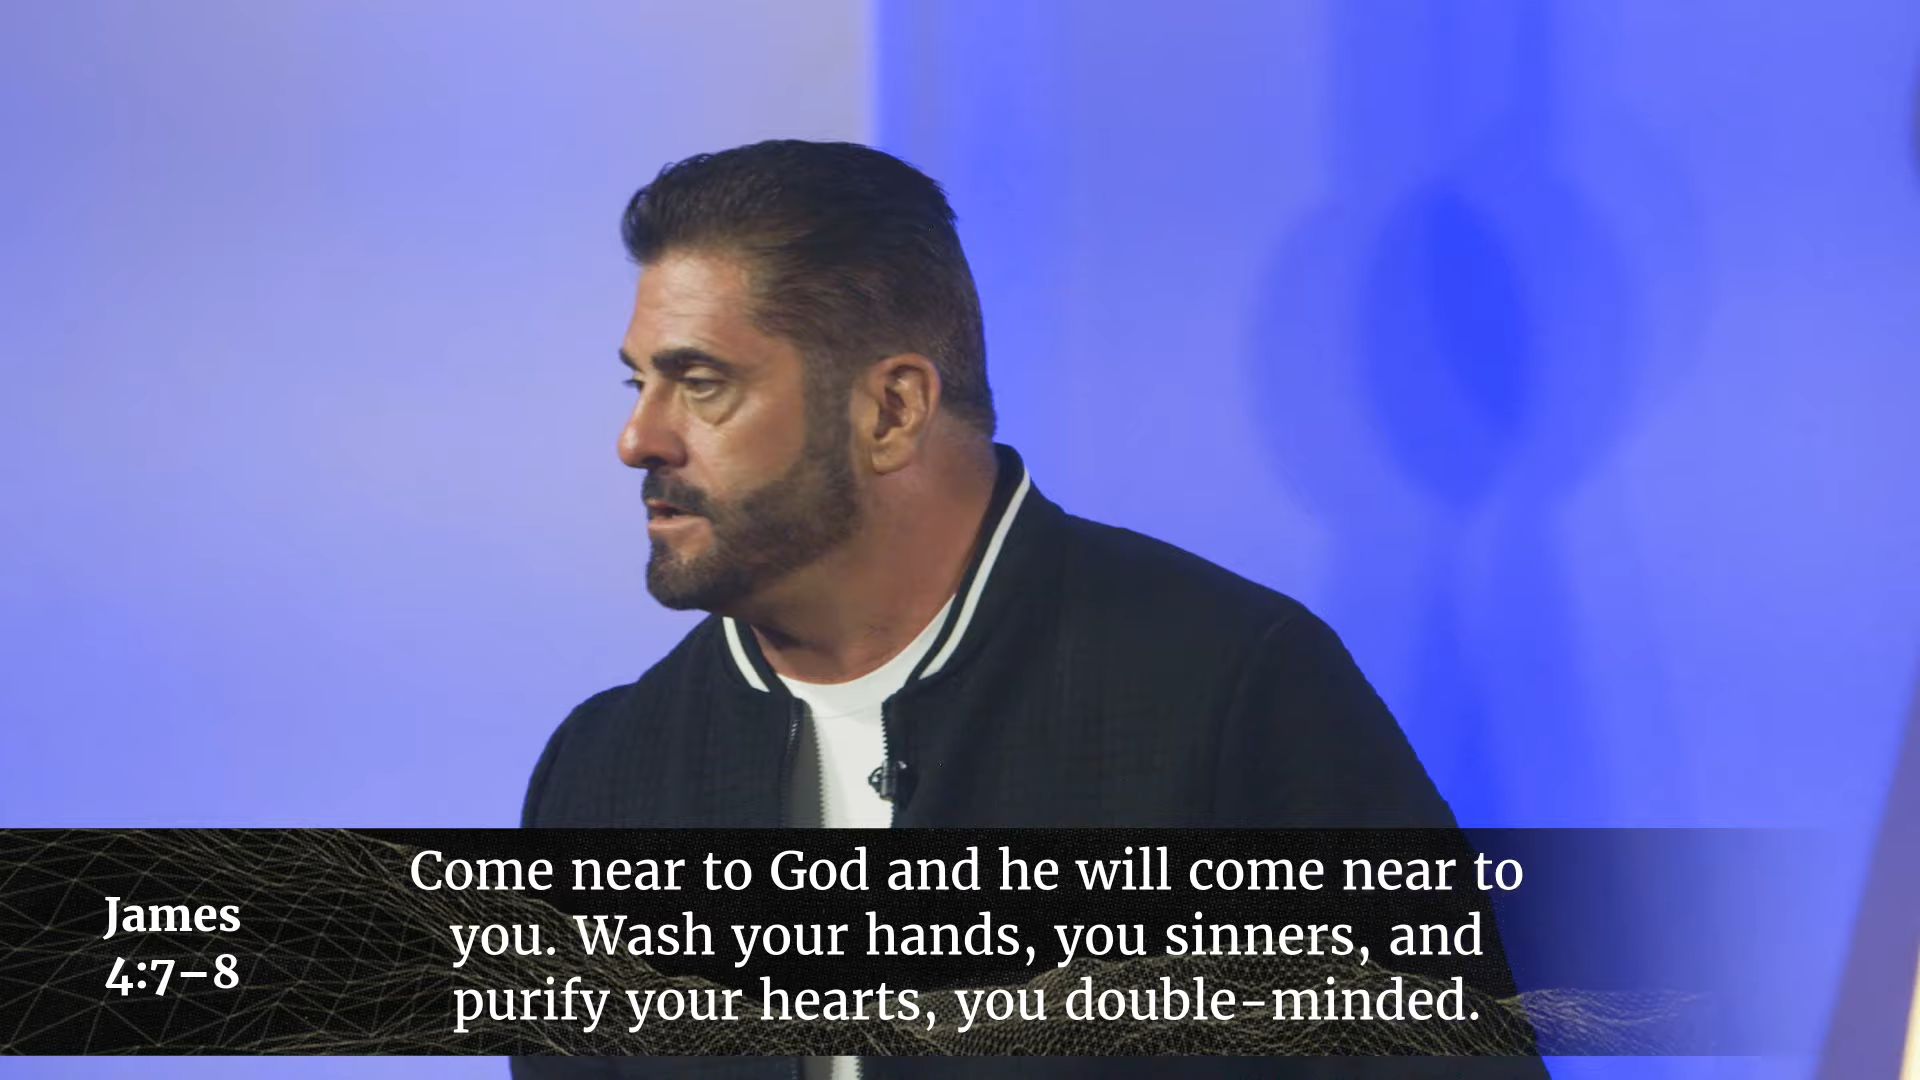 James
4:7–8
Come near to God and he will come near to
you. Wash your hands, you sinners, and
purify your hearts, you double-minded.